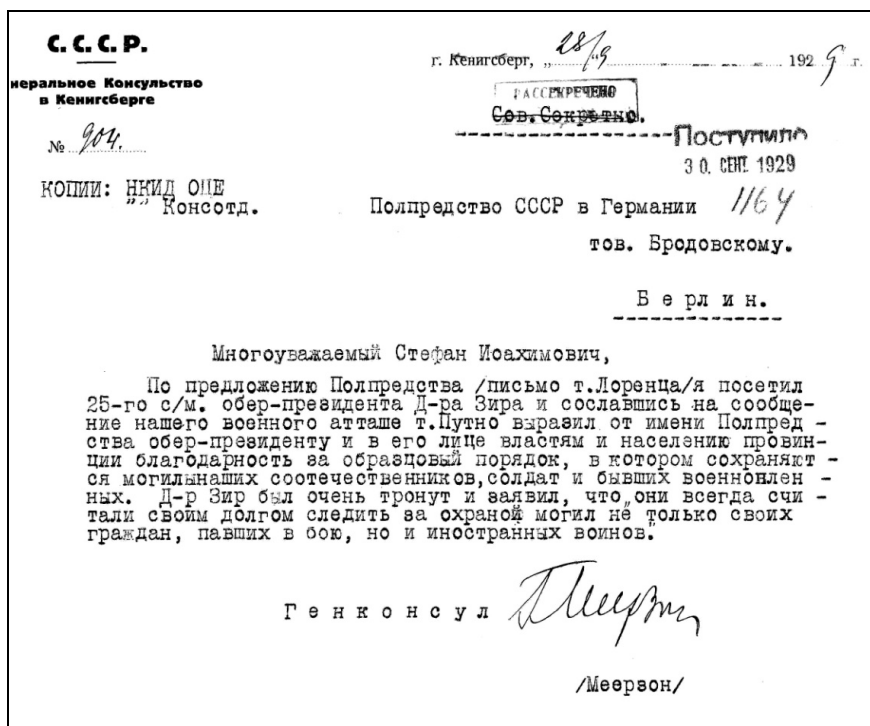 С. С. С. Р.
неральное Консульство
в Кенигсберге
№ 904.
г. Кенигсберг, „ 28/9 “ 1929 г.
РАССЕКРЕЧЕНО
Сов.Секретно.
Поступило
30. СЕНТ. 1929
1164
КОПИИ: НКИД ОЦЕ
"" Консотд.
Полпредство СССР в Германии
тов. Бродовскому.
Б е р л и н.
Многоуважаемый Стефан Иоахимович,
По предложению Полпредства /письмо т.Лоренца/я посетил
25-го с/м. обер-президента Д-ра Зира и сославшись на сообще-
ние нашего военного атташе т.Путно выразил от имени Полпред -
ства обер-президенту и в его лице властям и населению провин-
ции благодарность за образцовый порядок, в котором сохраняют -
ся могилынаших соотечественников,солдат и бывших военнопLEN -
ных. Д-р Зир был очень тронут и заявил, что „они всегда счи -
тали своим долгом следить за охраной могил не только своих
граждан, павших в бою, но и иностранных воинов."
Г е н к о н с у л
/Меерзон/